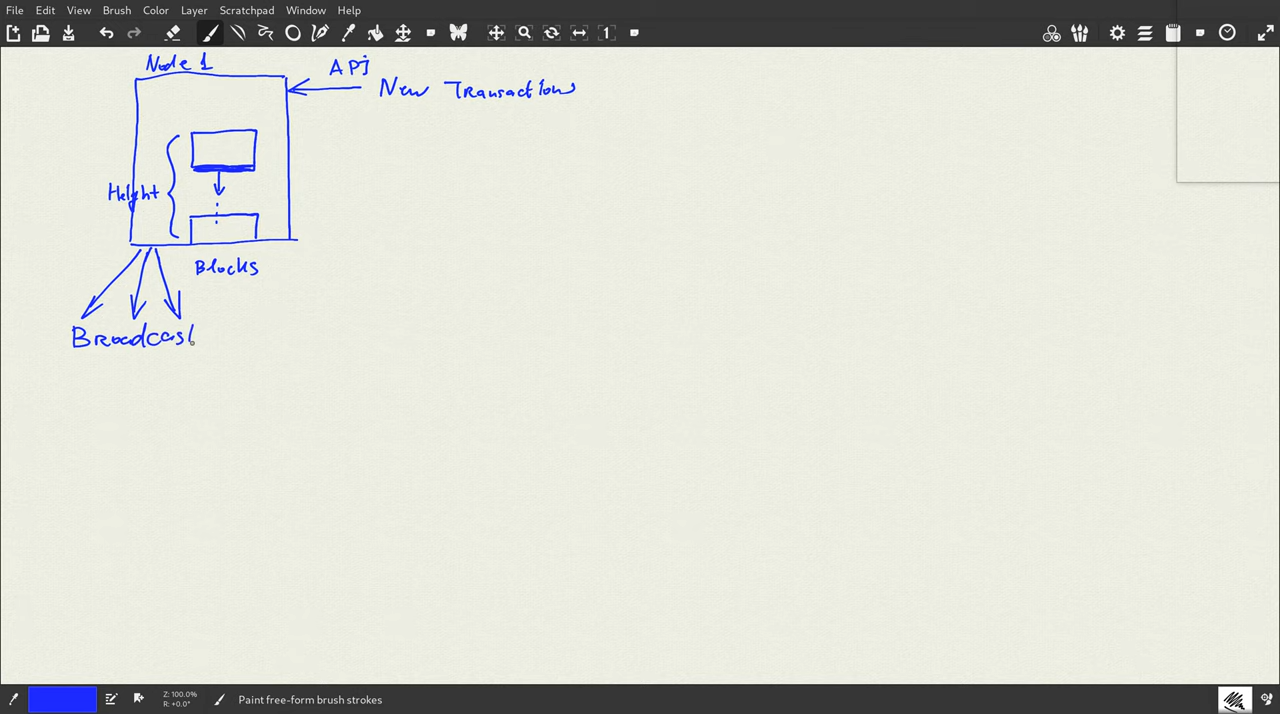 File Edit View Brush Color Layer Scratchpad Window Help
Node 1
API
New Transactions
Height
Blocks
Broadcast
Z: 100.0%
R: +0.0°
Paint free-form brush strokes